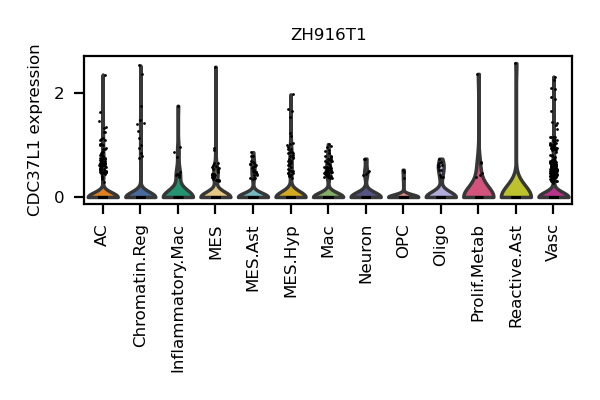 ZH916T1
CDC37L1 expression
2
0
AC
Chromatin.Reg
Inflammatory.Mac
MES
MES.Ast
MES.Hyp
Mac
Neuron
OPC
Oligo
Prolif.Metab
Reactive.Ast
Vasc